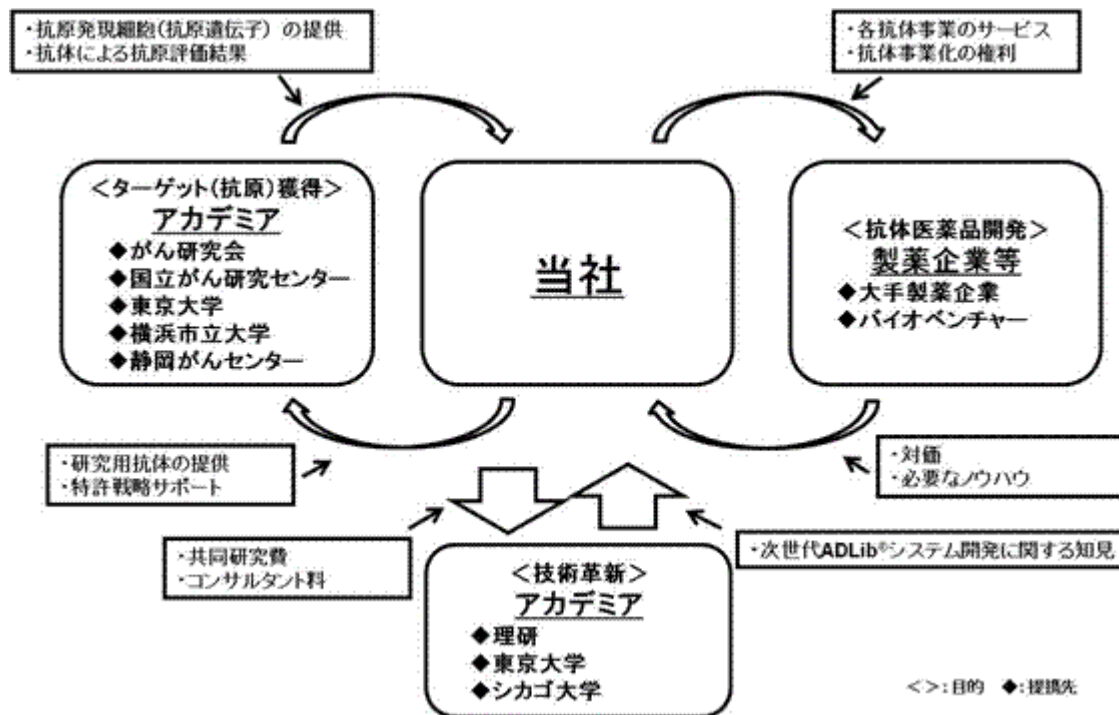 ・抗原発現細胞(抗原遺伝子) の提供
・抗体による抗原評価結果
・各抗体事業のサービス
・抗体事業化の権利
＜ターゲット(抗原)獲得＞
アカデミア
◆がん研究会
◆国立がん研究センター
◆東京大学
◆横浜市立大学
◆静岡がんセンター
当社
＜抗体医薬品開発＞
製薬企業等
◆大手製薬企業
◆バイオベンチャー
・研究用抗体の提供
・特許戦略サポート
・対価
・必要なノウハウ
・共同研究費
・コンサルタント料
・次世代ADLib®システム開発に関する知見
＜技術革新＞
アカデミア
◆理研
◆東京大学
◆シカゴ大学
＜＞：目的 ◆：提携先